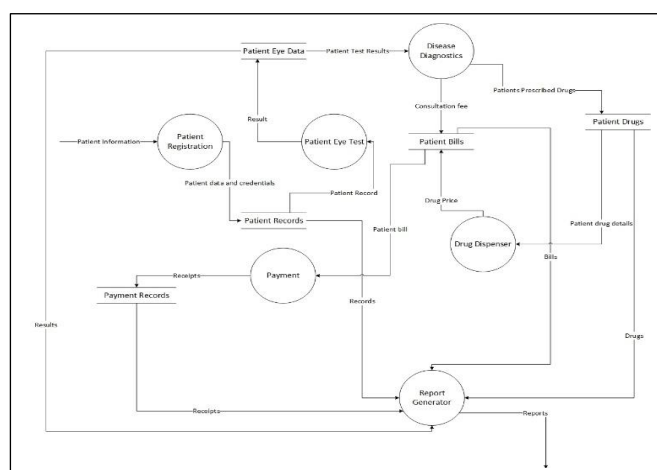 Disease
Diagnostics
Patient Eye Data
Patient Test Results
Patients Prescribed Drugs
Consultation fee
Patient Drugs
Result
Patient Information
Patient
Registration
Patient Eye Test
Patient Bills
Patient data and credentials
Patient Record
Drug Price
Patient Records
Patient bill
Patient drug details
Drug Dispenser
Bills
Receipts
Payment
Payment Records
Records
Results
Drugs
Report
Generator
Receipts
Reports